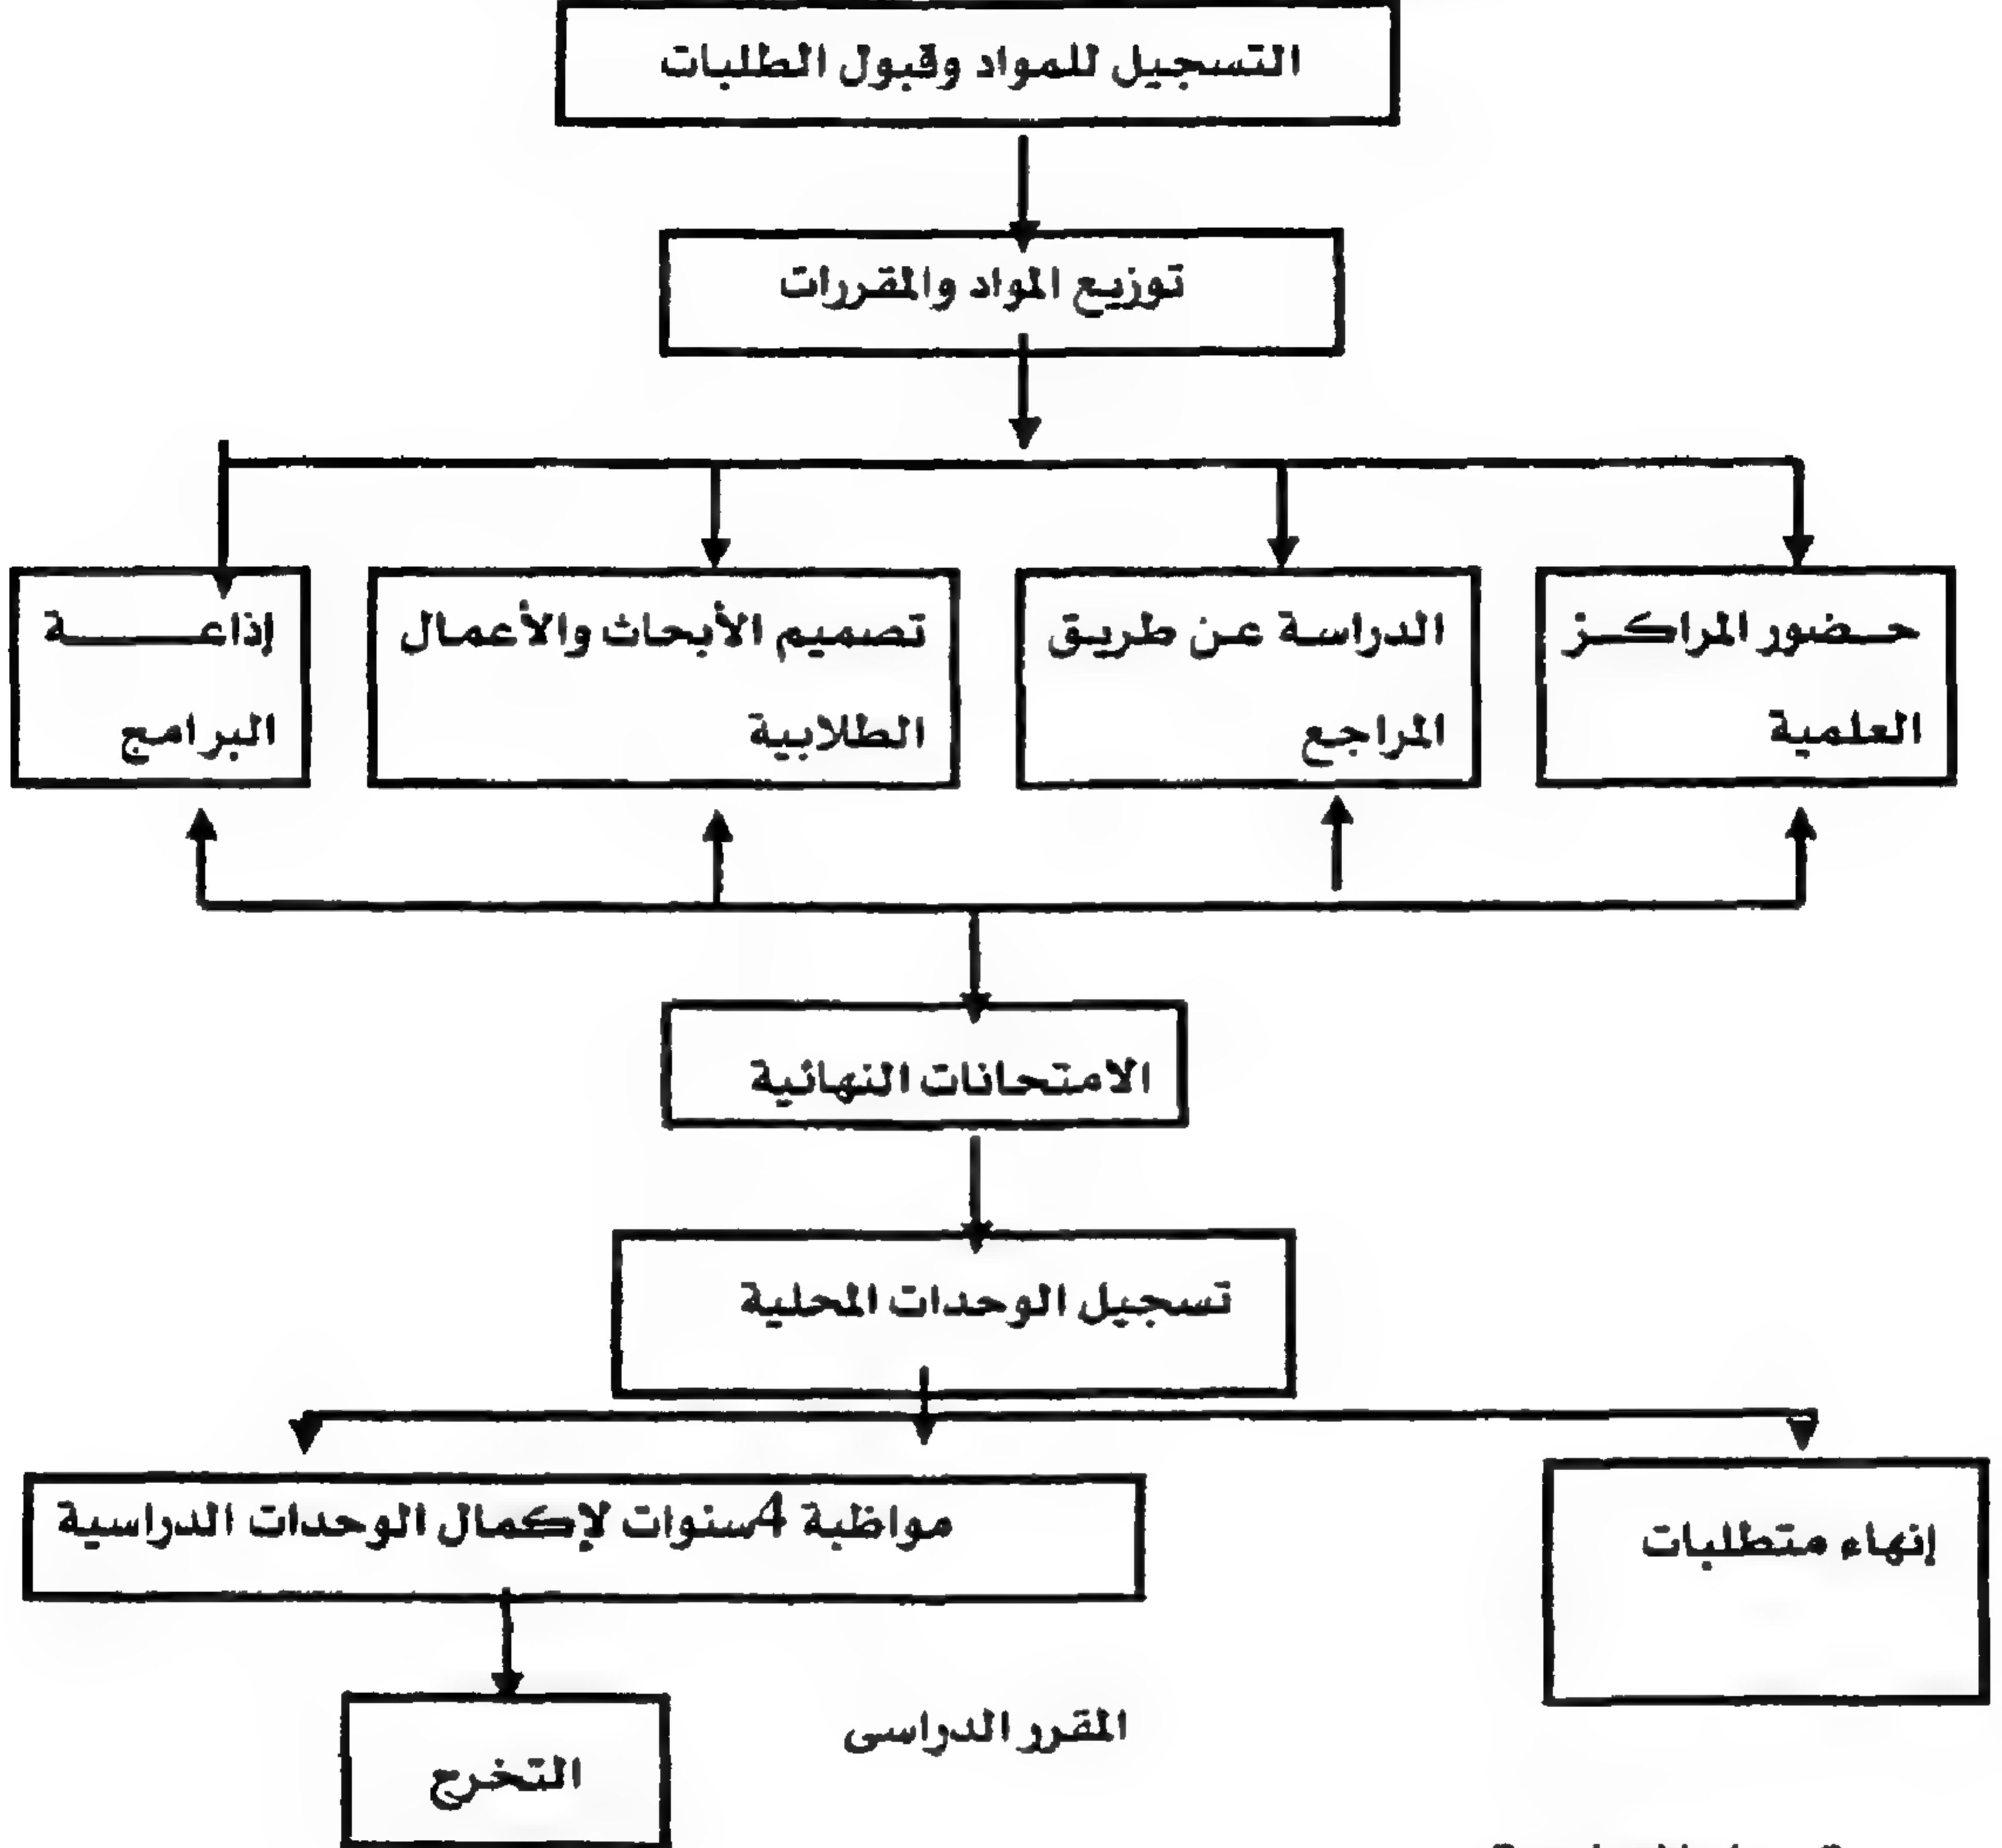 التسجيل للمواد وقبول الطلبات
توزيع المواد والمقررات
حضور المراكز
العلمية
الدراسة عن طريق
المراجع
تصميم الأبحاث والأعمال
الطلابية
إذاعة
البرامج
الامتحانات النهائية
تسجيل الوحدات المحلية
إنهاء متطلبات
مواظبة 4سنوات لإكمال الوحدات الدراسية
المقرر الدراسى
التخرج